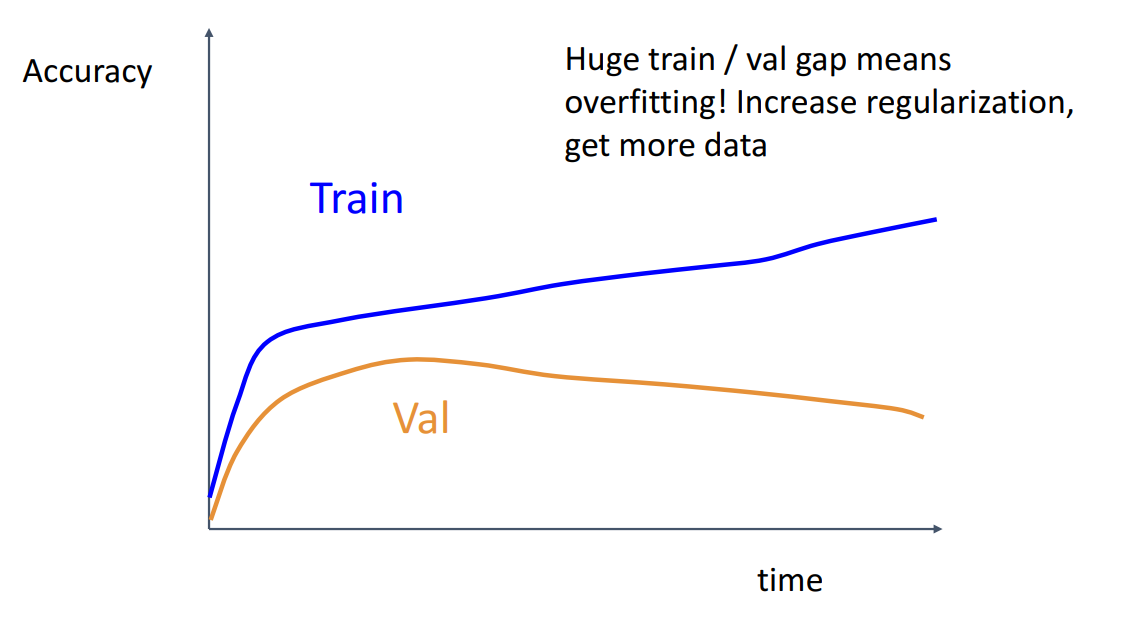 Accuracy
Huge train / val gap means
overfitting! Increase regularization,
get more data
Train
Val
time